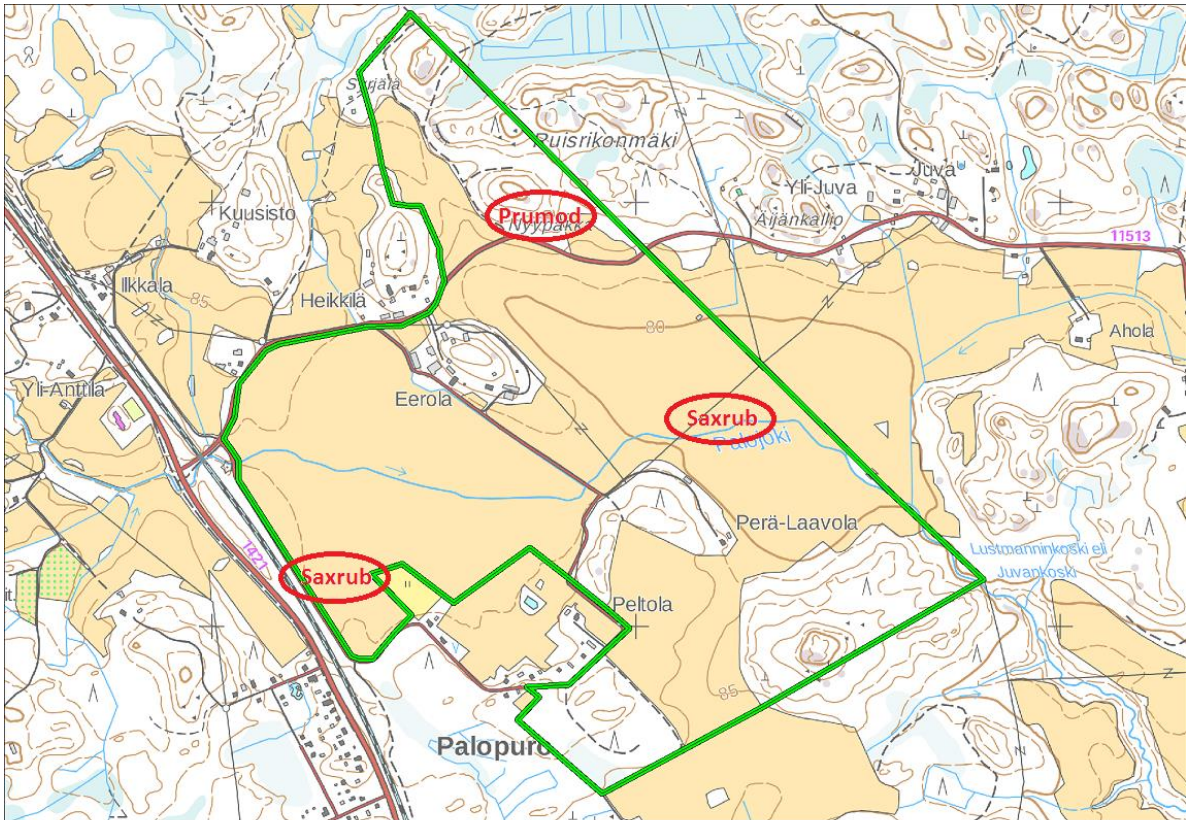 Syrjälä
Ruisrikonmäki
Juva
Yli-Juva
Kuusisto
Prumod
Äijänkallio
11513
Ilkkala
85
Heikkilä
80
Ahola
Yli-Anttila
Eerola
Saxrub
Palojoki
Perä-Laavola
1421
Lustmanninkoski eli
Juvankoski
Saxrub
Peltola
85
Palopuro